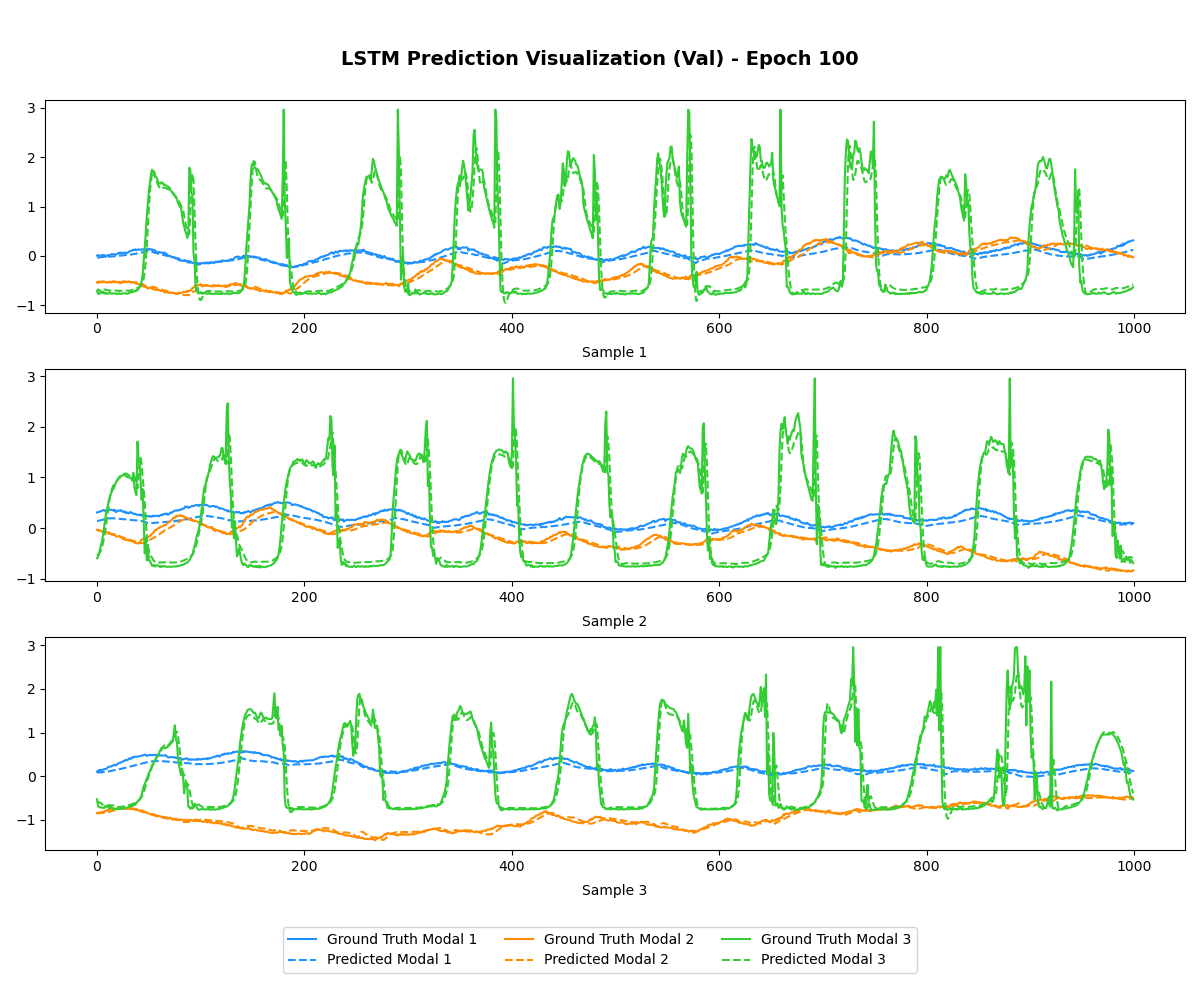 LSTM Prediction Visualization (Val) - Epoch 100
3
2
1
0
−1
0 200 400 600 800 1000
Sample 1
3
2
1
0
−1
0 200 400 600 800 1000
Sample 2
3
2
1
0
−1
0 200 400 600 800 1000
Sample 3
Ground Truth Modal 1 Ground Truth Modal 2 Ground Truth Modal 3
Predicted Modal 1 Predicted Modal 2 Predicted Modal 3